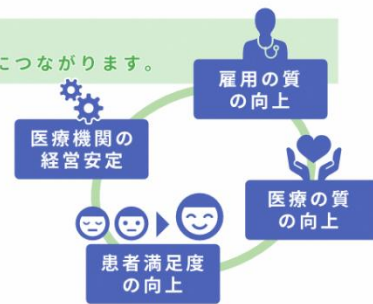 につながります。
雇用の質
の向上
医療機関の
経営安定
医療の質
の向上
患者満足度
の向上